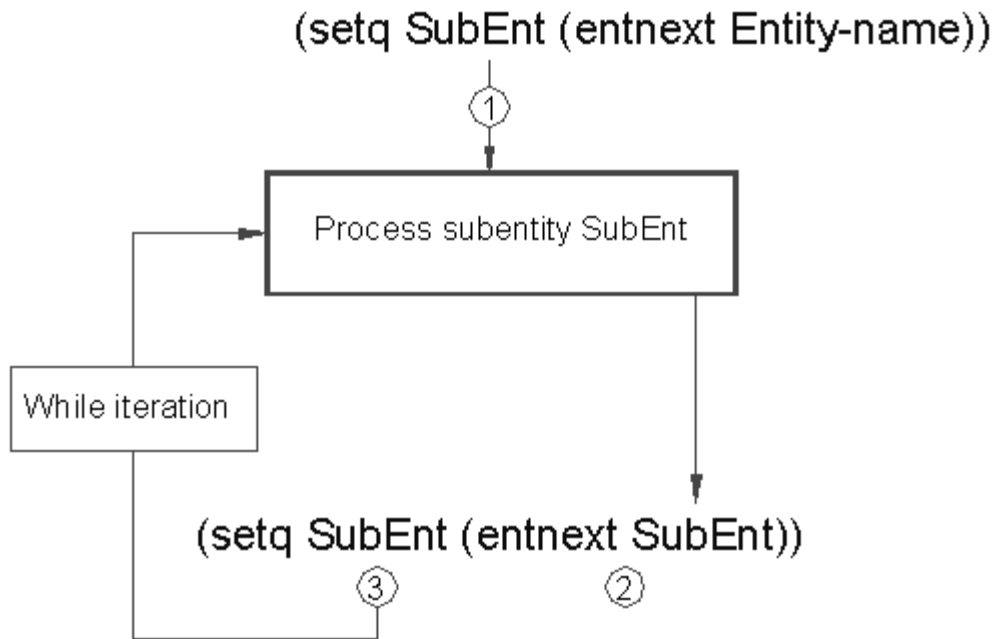 (setq SubEnt (entnext Entity-name))
1
Process subentity SubEnt
While iteration
(setq SubEnt (entnext SubEnt))
3 2